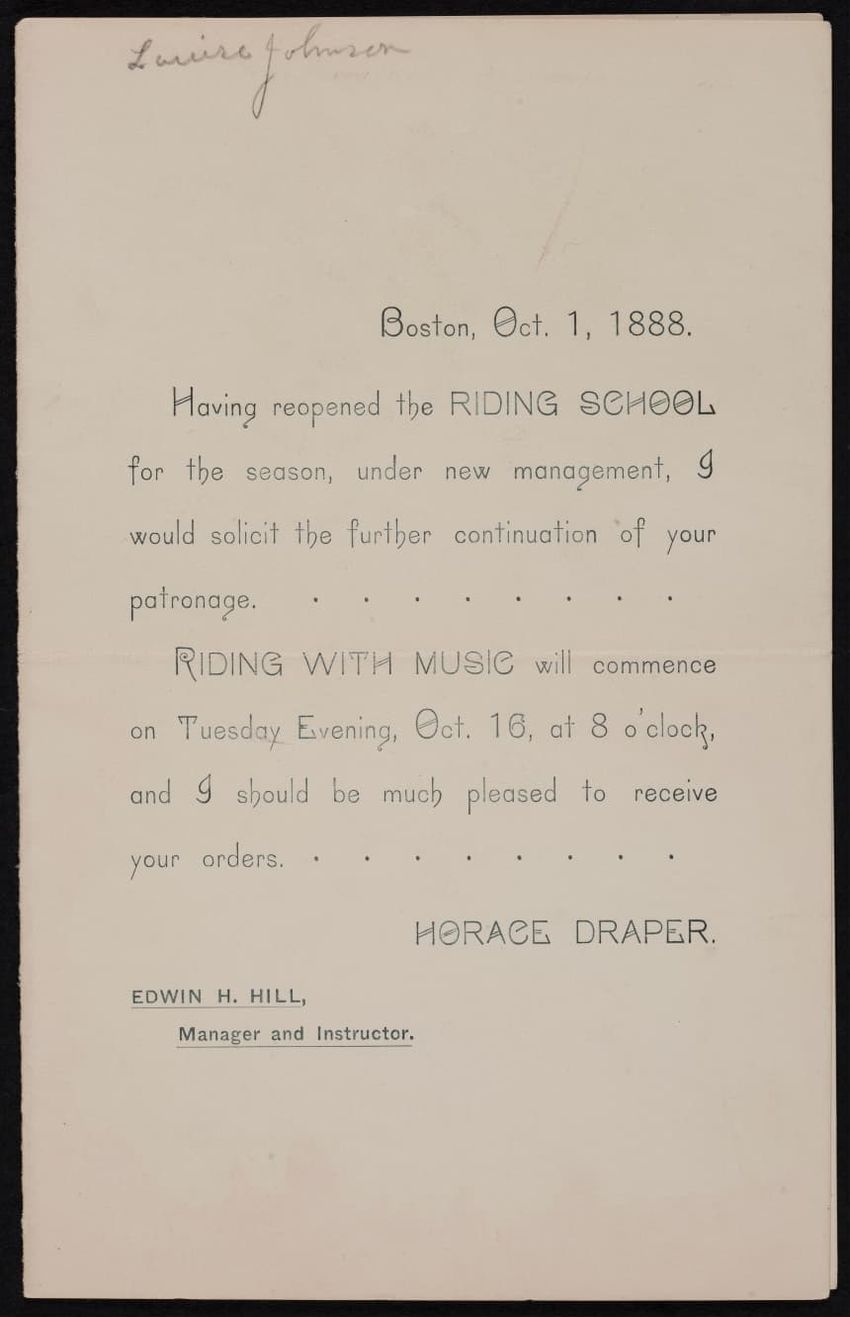 Louise Johnson
Boston, Oct. 1, 1888.
Having reopened the RIDING SCHOOL
for the season, under new management, I
would solicit the further continuation of your
patronage. . . . . . . . .
RIDING WITH MUSIC will commence
on Tuesday Evening, Oct. 16, at 8 o'clock,
and I should be much pleased to receive
your orders. . . . . . . . .
HORACE DRAPER.
EDWIN H. HILL,
Manager and Instructor.